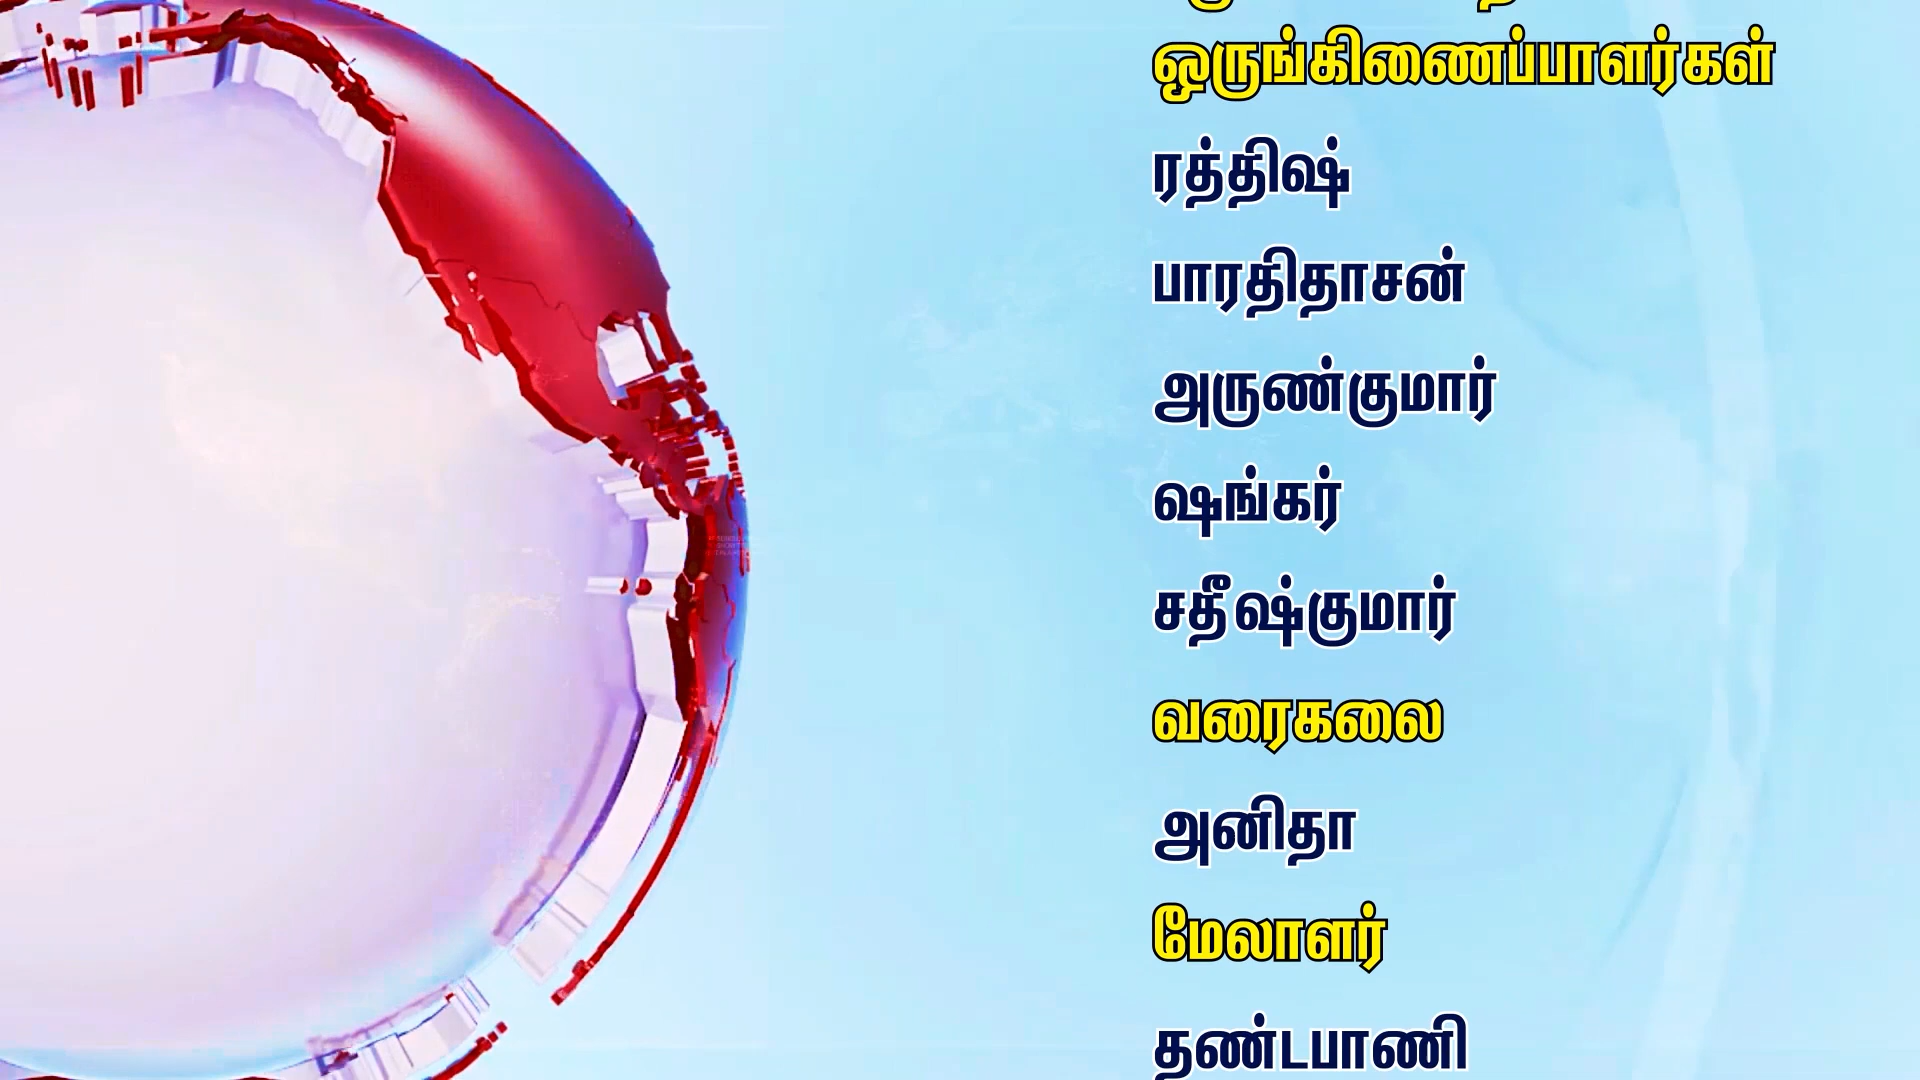 ஒருங்கிணைப்பாளர்கள்
ரத்திஷ்
பாரதிதாசன்
அருண்குமார்
ஷங்கர்
சதீஷ்குமார்
வரைகலை
அனிதா
மேலாளர்
தண்டபாணி